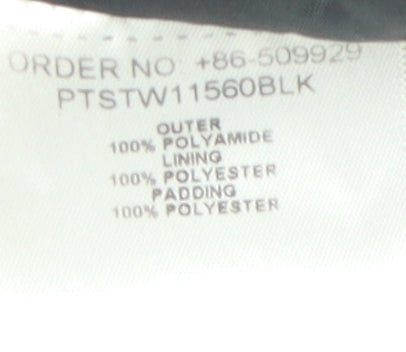 ORDER NO +86-509929
PTSTW11560BLK
OUTER
100% POLYAMIDE
LINING
100% POLYESTER
PADDING
100% POLYESTER